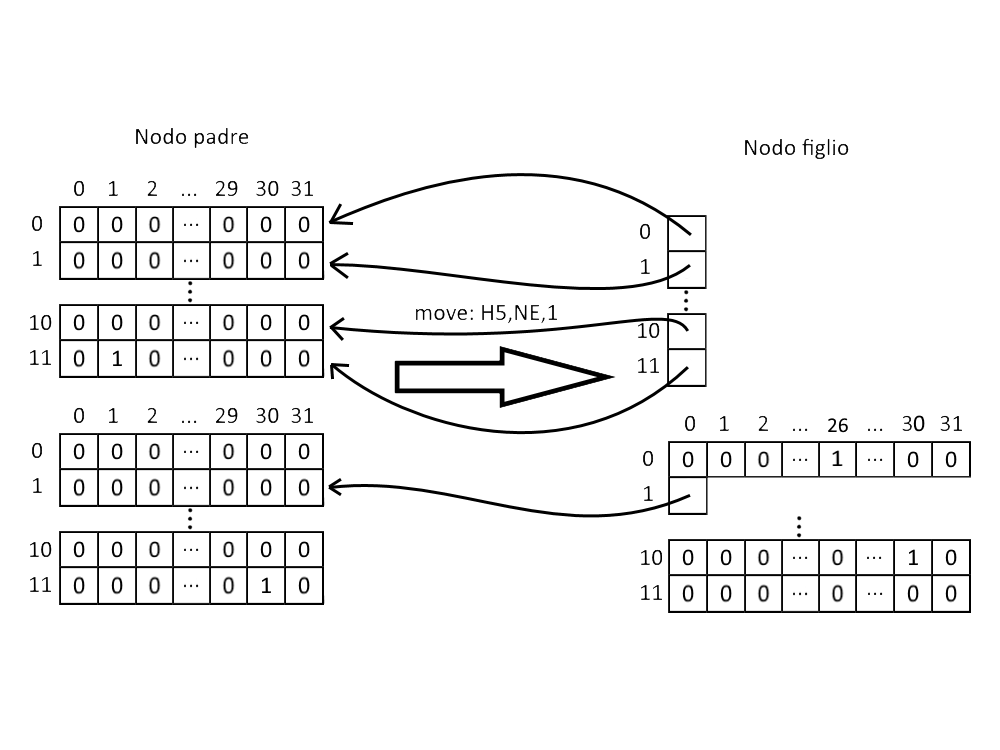 Nodo padre
Nodo figlio
0 1 2 ... 29 30 31
0 0 0 0 ... 0 0 0
1 0 0 0 ... 0 0 0
10 0 0 0 ... 0 0 0
11 0 1 0 ... 0 0 0
0
1
10
11
move: H5,NE,1
0 1 2 ... 29 30 31
0 0 0 0 ... 0 0 0
1 0 0 0 ... 0 0 0
10 0 0 0 ... 0 0 0
11 0 0 0 ... 0 1 0
0 1 2 ... 26 ... 30 31
0 0 0 0 ... 1 ... 0 0
1
10 0 0 0 ... 0 ... 1 0
11 0 0 0 ... 0 ... 0 0